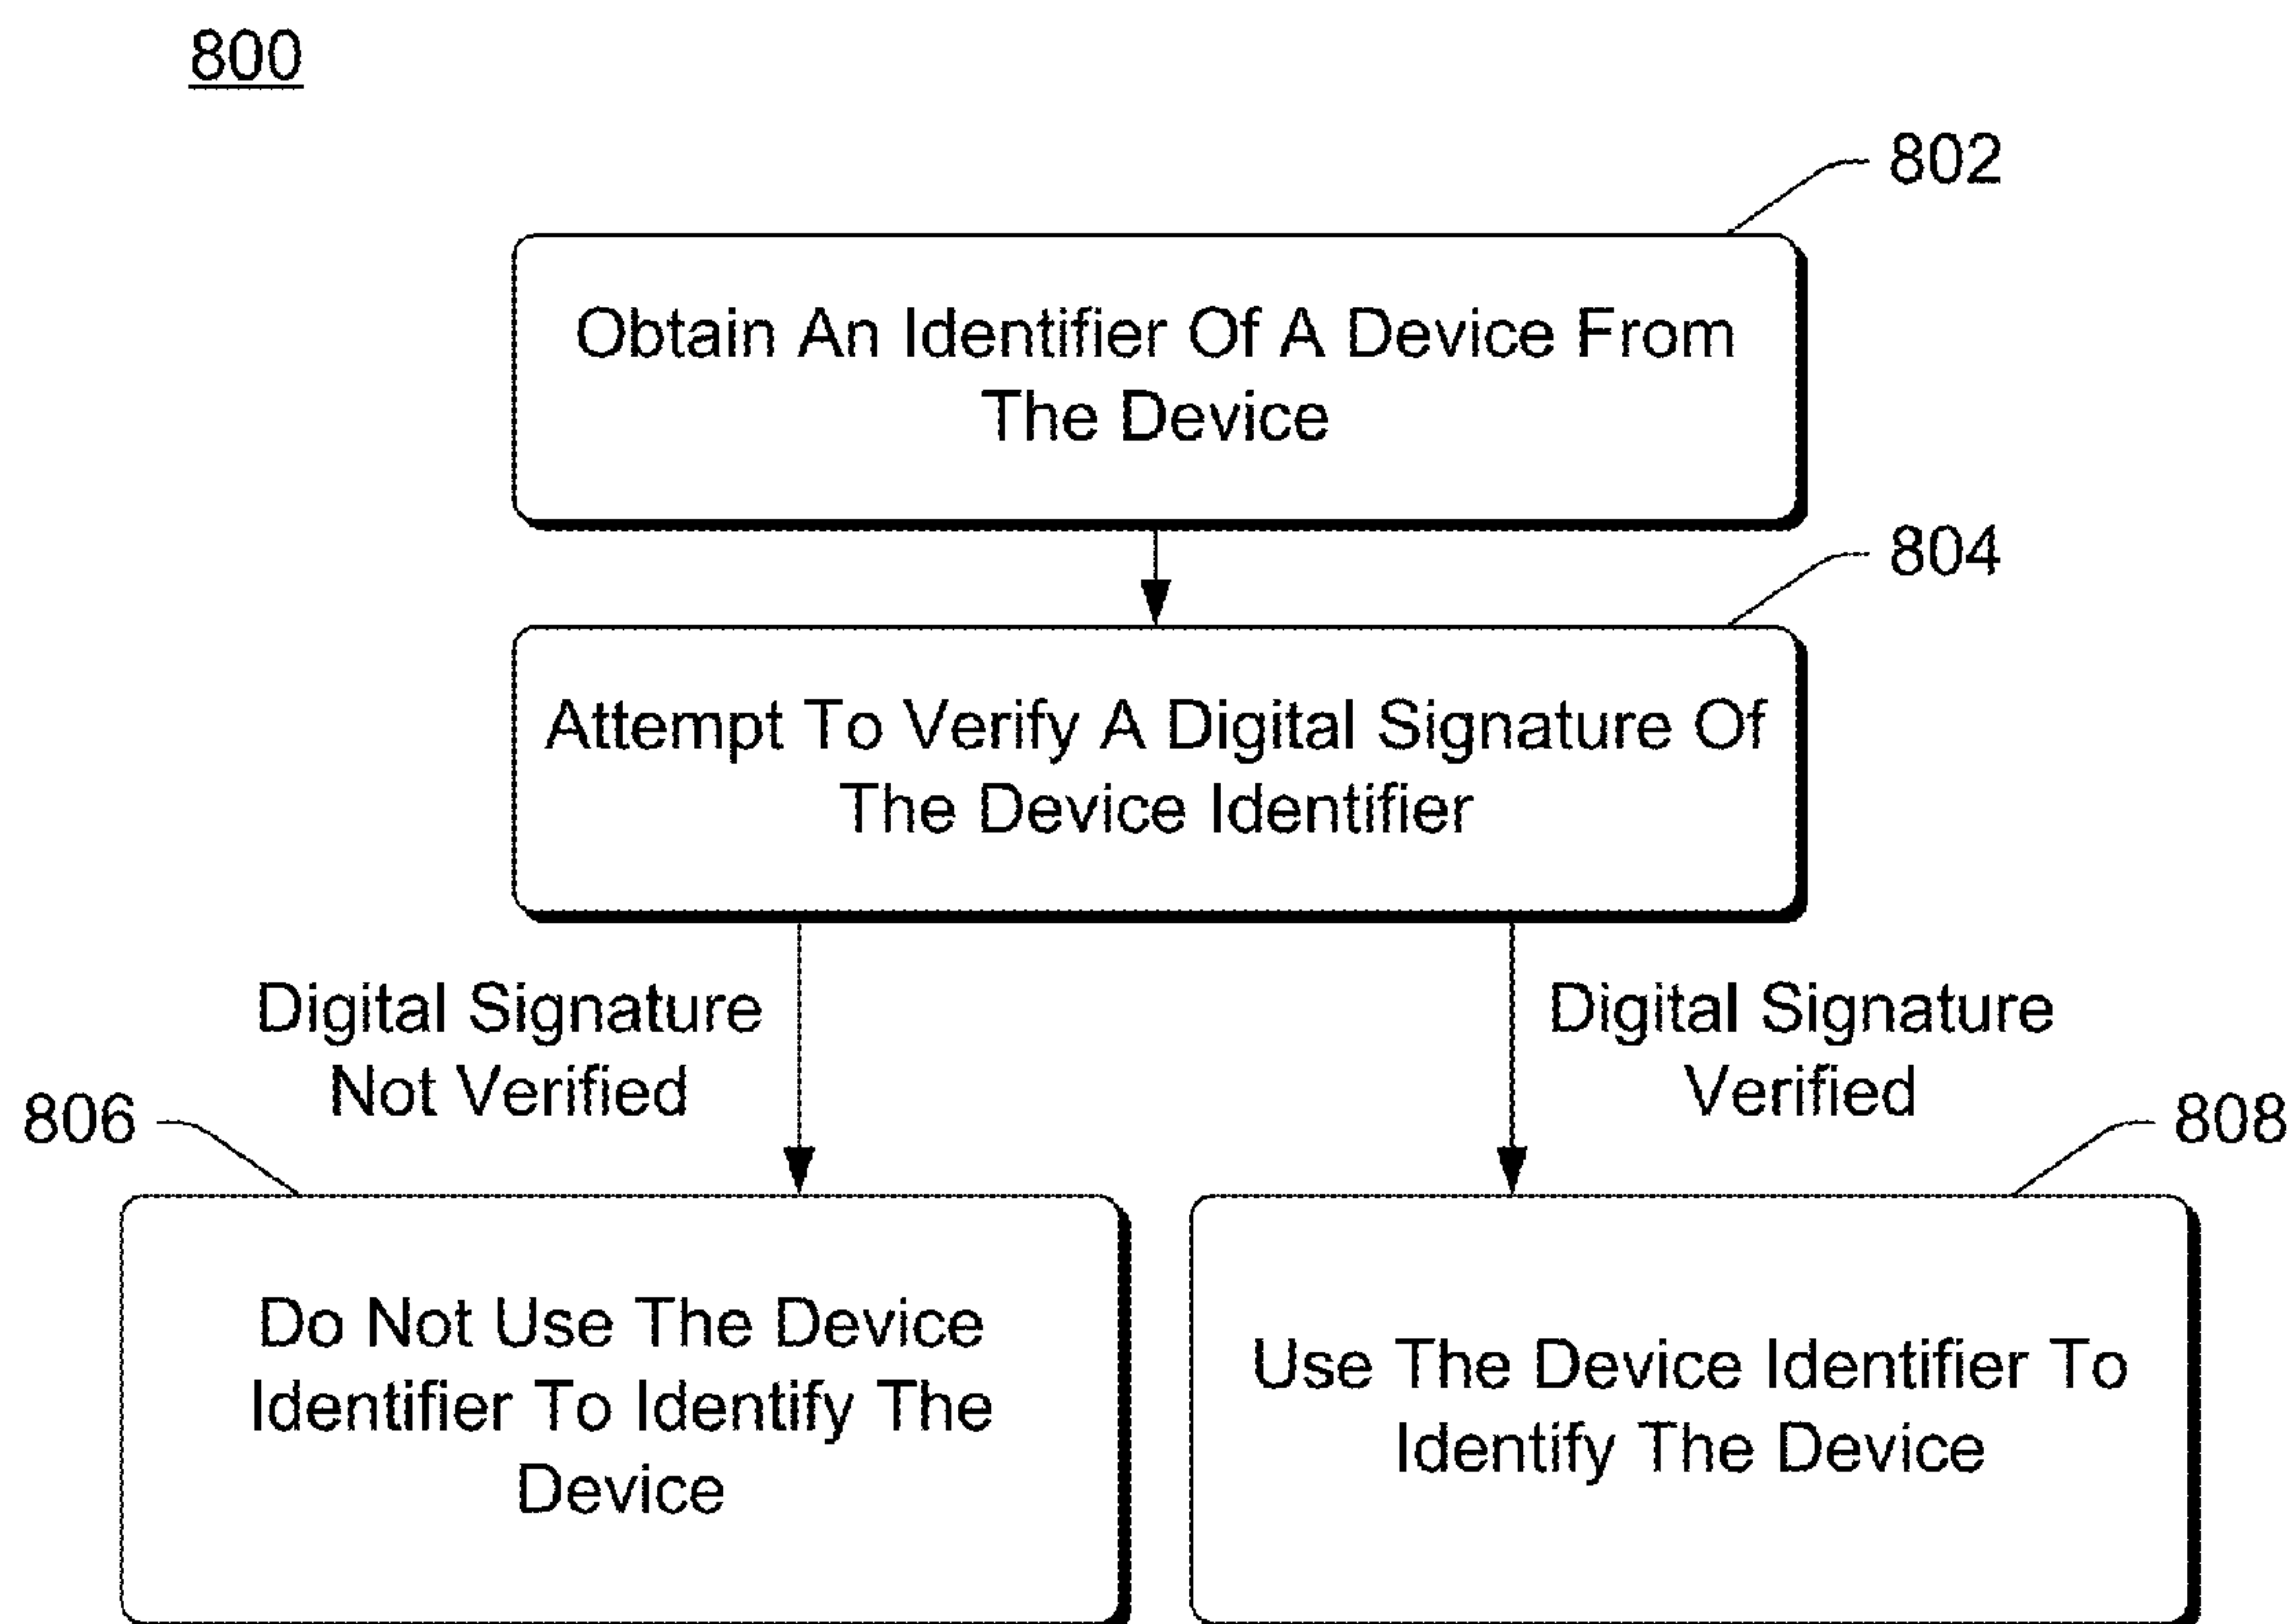 800
802
Obtain An Identifier Of A Device From
The Device
804
Attempt To Verify A Digital Signature Of
The Device Identifier
Digital Signature
Not Verified
Digital Signature
Verified
806
808
Do Not Use The Device
Identifier To Identify The
Device
Use The Device Identifier To
Identify The Device